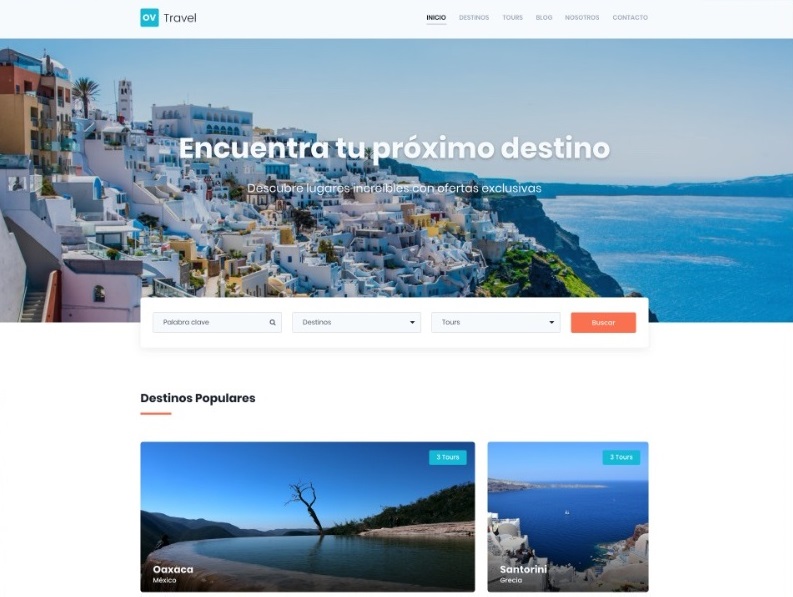 OV Travel
INICIO DESTINOS TOURS BLOG NOSOTROS CONTACTO
Encuentra tu próximo destino
Descubre lugares increíbles con ofertas exclusivas
Palabra clave Destinos Tours Buscar
Destinos Populares
3 Tours 3 Tours
Oaxaca Santorini
México Grecia